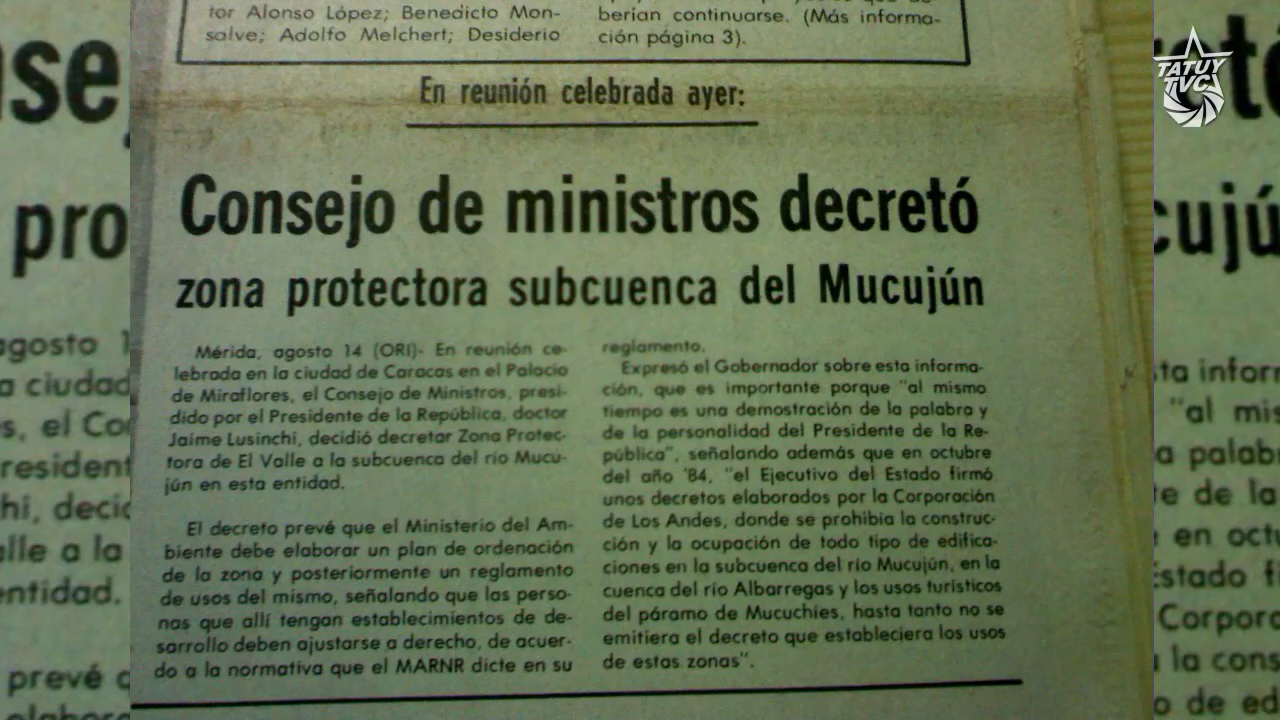 tor Alonso López; Benedicto Mon-
salve; Adolfo Melchert; Desiderio
berían continuarse. (Más informa-
ción página 3).
En reunión celebrada ayer:
Consejo de ministros decretó
zona protectora subcuenca del Mucujún
Mérida, agosto 14 (ORI)- En reunión ce-
lebrada en la ciudad de Caracas en el Palacio
de Miraflores, el Consejo de Ministros, presi-
dido por el Presidente de la República, doctor
Jaime Lusinchi, decidió decretar Zona Protec-
tora de El Valle a la subcuenca del río Mucu-
jún en esta entidad.
El decreto prevé que el Ministerio del Am-
biente debe elaborar un plan de ordenación
de la zona y posteriormente un reglamento
de usos del mismo, señalando que las perso-
nas que allí tengan establecimientos de de-
sarrollo deben ajustarse a derecho, de acuer-
do a la normativa que el MARNR dicte en su
reglamento.
Expresó el Gobernador sobre esta informa-
ción, que es importante porque "al mismo
tiempo es una demostración de la palabra y
de la personalidad del Presidente de la Re-
pública", señalando además que en octubre
del año '84, "el Ejecutivo del Estado firmó
unos decretos elaborados por la Corporación
de Los Andes, donde se prohibía la construc-
ción y la ocupación de todo tipo de edifica-
ciones en la subcuenca del río Mucujún, en la
cuenca del río Albarregas y los usos turísticos
del páramo de Mucuchíes, hasta tanto no se
emitiera el decreto que estableciera los usos
de estas zonas".
TATUY
TVC